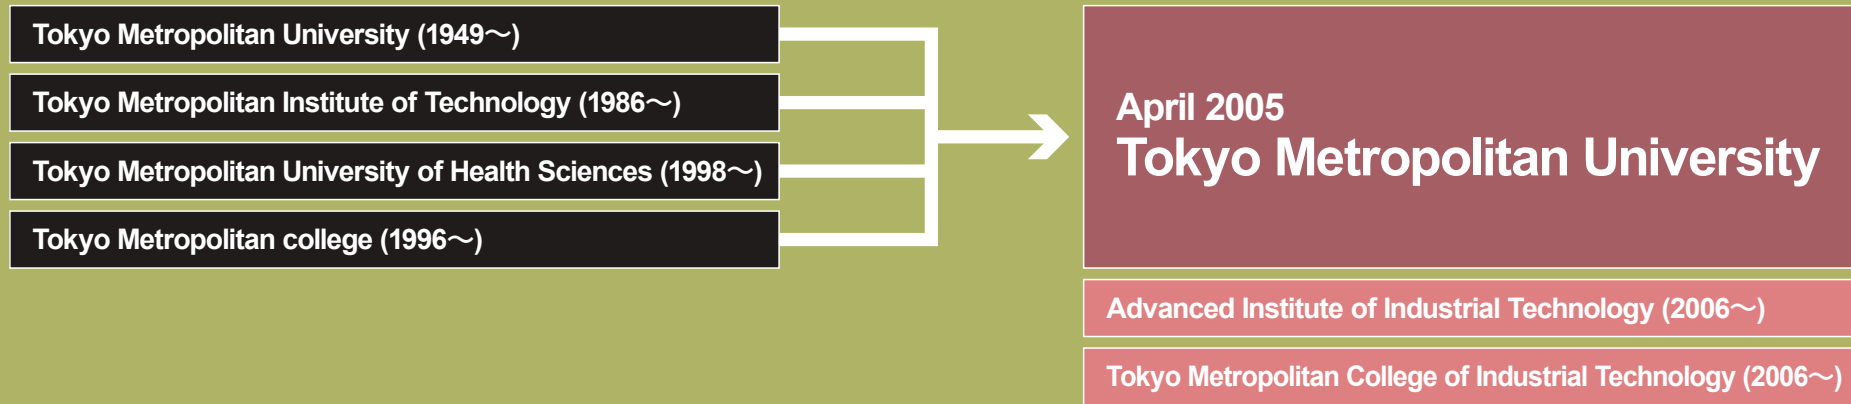 Tokyo Metropolitan University (1949～)
Tokyo Metropolitan Institute of Technology (1986～)
Tokyo Metropolitan University of Health Sciences (1998～)
Tokyo Metropolitan college (1996～)
April 2005
Tokyo Metropolitan University
Advanced Institute of Industrial Technology (2006～)
Tokyo Metropolitan College of Industrial Technology (2006～)